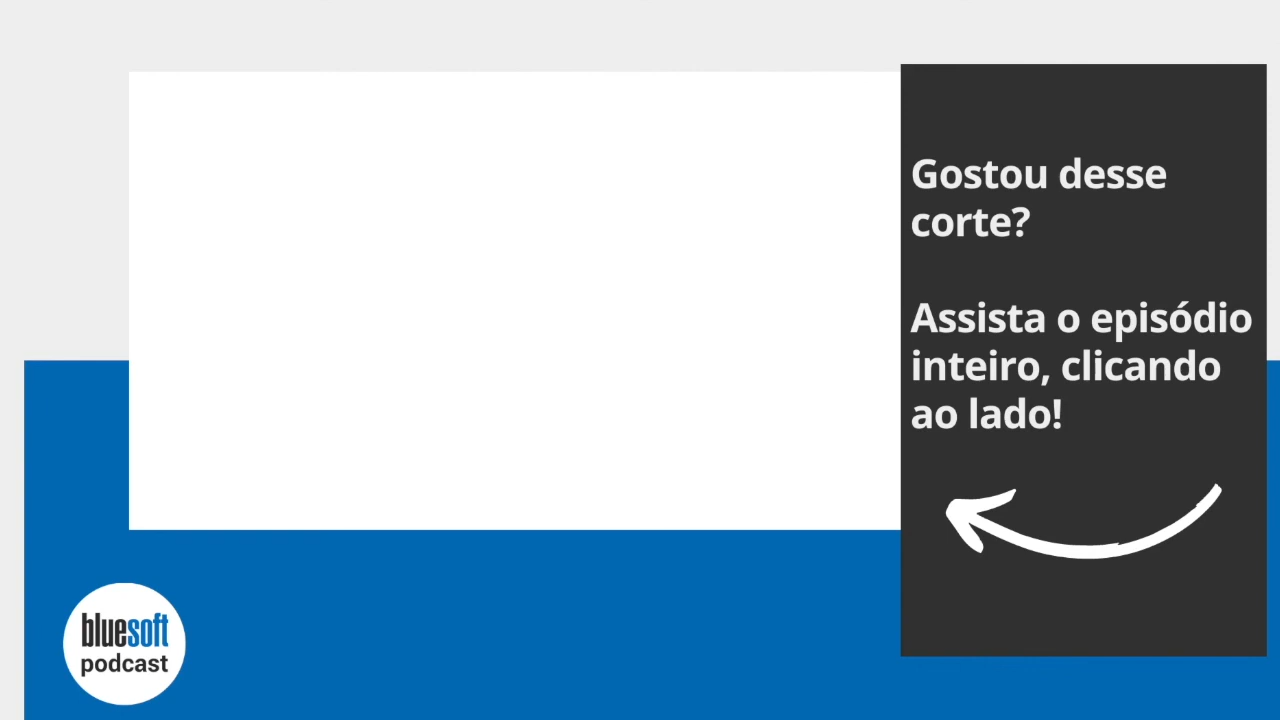 Gostou desse
corte?
Assista o episódio
inteiro, clicando
ao lado!
bluesoft
podcast